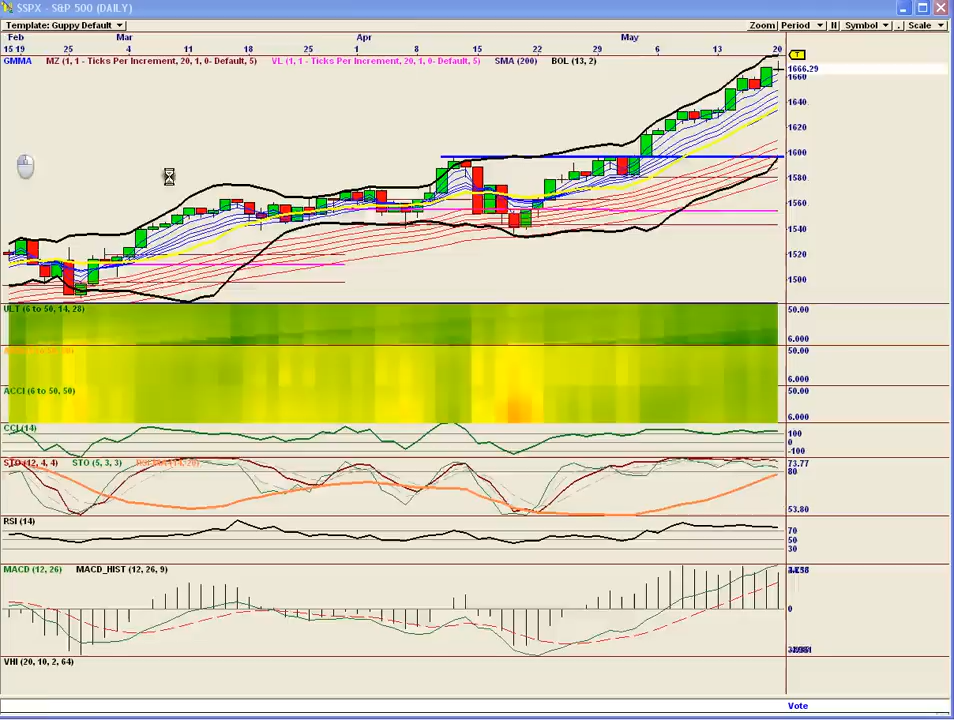 $SPX - S&P 500 (DAILY)
Template: Guppy Default Zoom Period Symbol . Scale
Feb Mar Apr May
15 19 25 4 11 18 25 1 8 15 22 29 6 13 20
GMMA MZ (1, 1 - Ticks Per Increment, 20, 1, 0- Default, 5) VL (1, 1 - Ticks Per Increment, 20, 1, 0- Default, 5) SMA (200) BOL (13, 2)
1666.29
1660
1640
1620
1600
1580
1560
1540
1520
1500
ULT (6 to 50, 14, 28) 50.00
6.000
50.00
6.000
ACCI (6 to 50, 50) 50.00
6.000
CCI (14)
100
0
-100
STO (12, 4, 4) STO (5, 3, 3) 73.77
80
53.80
RSI (14)
70
50
30
MACD (12, 26) MACD_HIST (12, 26, 9)
0
VHI (20, 10, 2, 64)
Vote